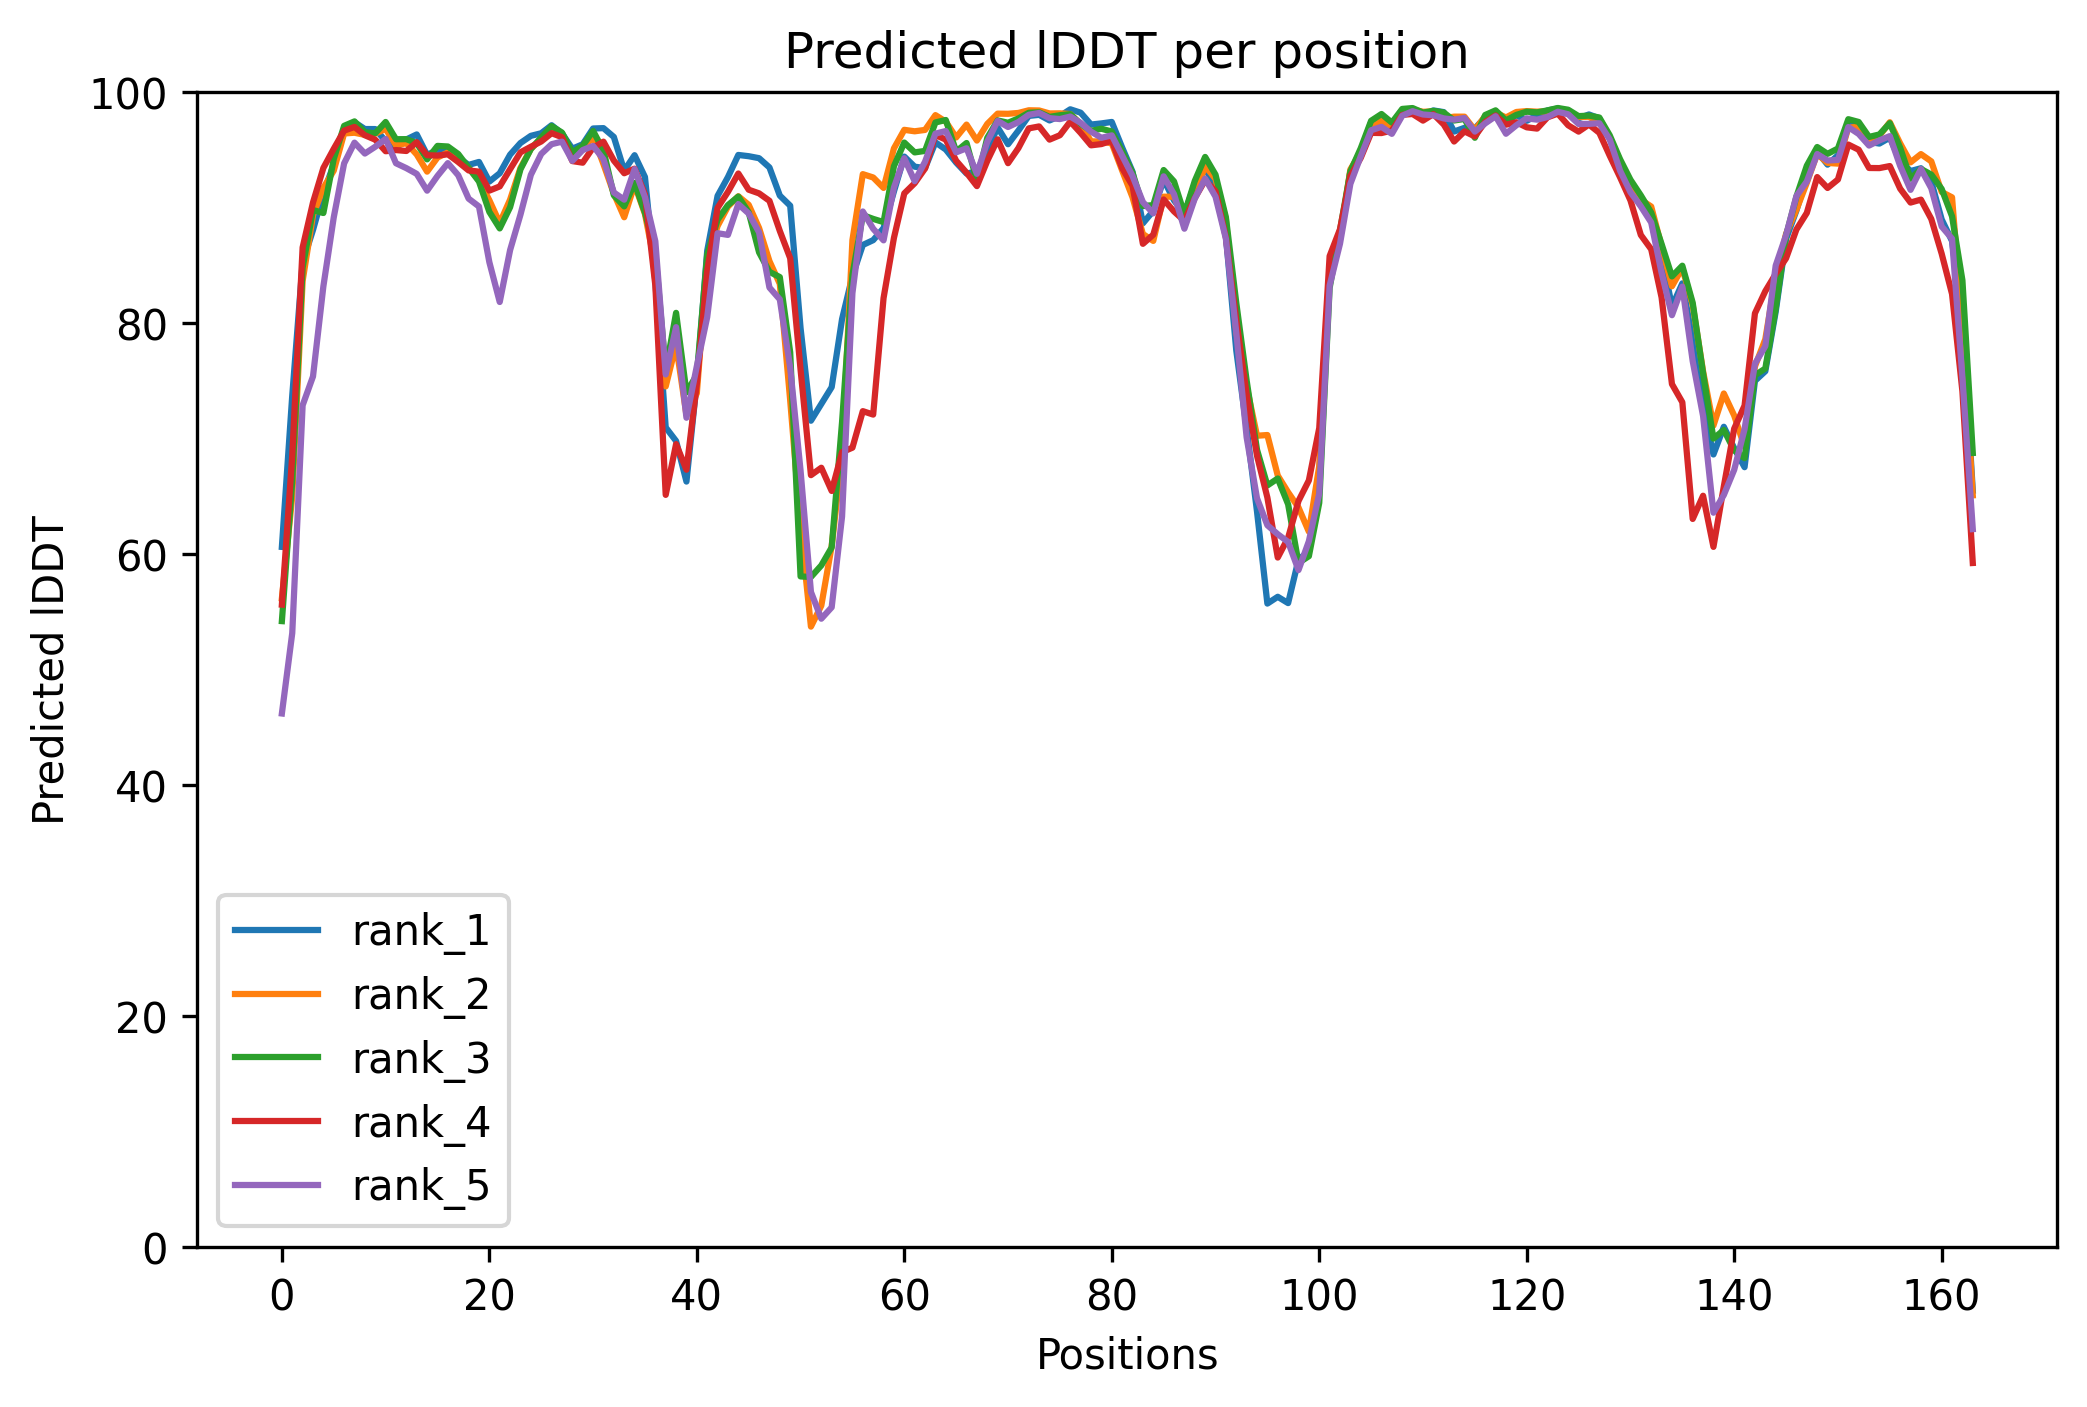 Predicted lDDT per position
100
80
60
40
20
0
Predicted lDDT
rank_1
rank_2
rank_3
rank_4
rank_5
0 20 40 60 80 100 120 140 160
Positions